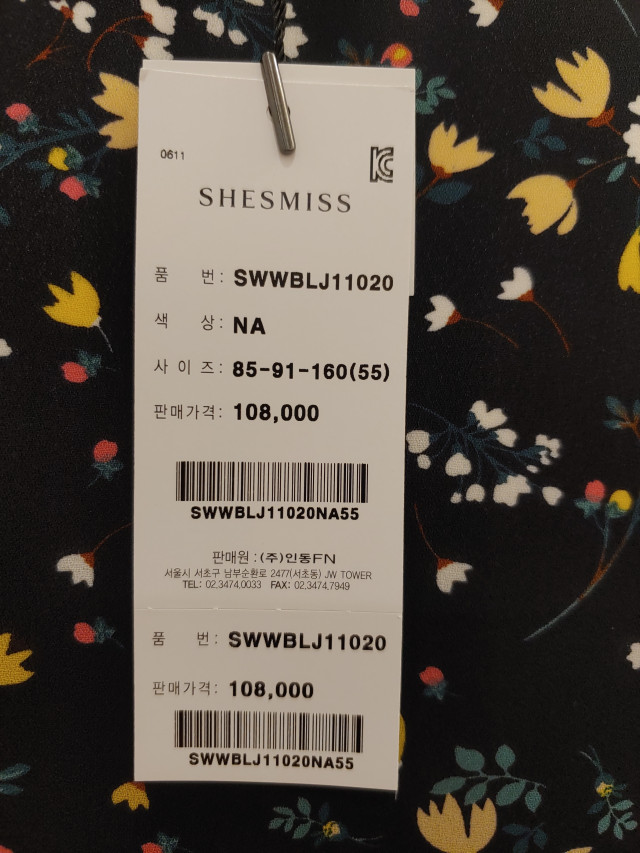 0611
SHESMISS
품 번: SWWBLJ11020
색 상: NA
사 이 즈: 85-91-160(55)
판매가격: 108,000
SWWBLJ11020NA55
판매원 : (주)인동FN
서울시 서초구 남부순환로 2477(서초동) JW TOWER
TEL: 02.3474.0033 FAX: 02.3474.7949
품 번: SWWBLJ11020
판매가격: 108,000
SWWBLJ11020NA55